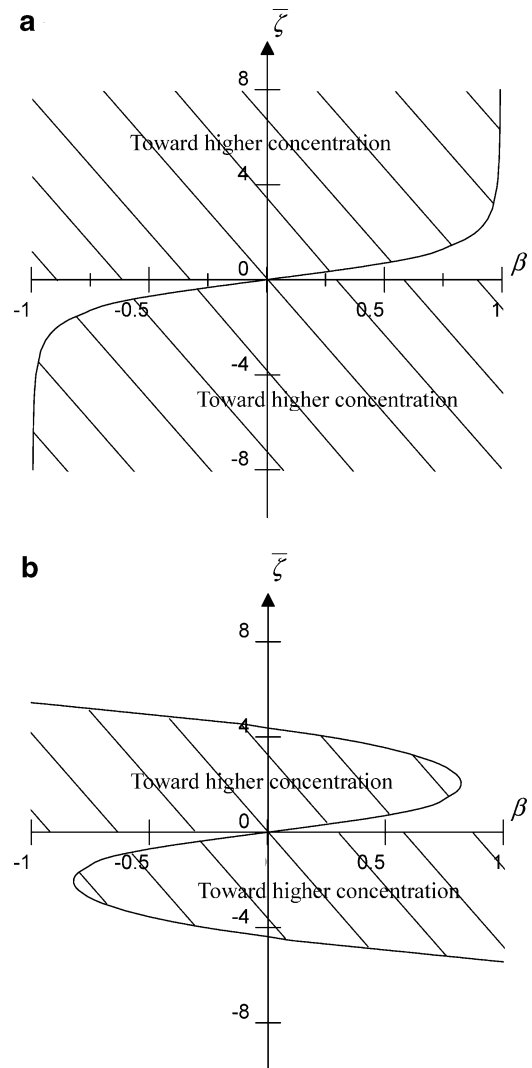 a
ζ̅
8
Toward higher concentration
4
0
β
-1
-0.5
0.5
1
-4
Toward higher concentration
-8
b
ζ̅
8
4
Toward higher concentration
0
β
-1
-0.5
0.5
1
Toward higher concentration
-4
-8